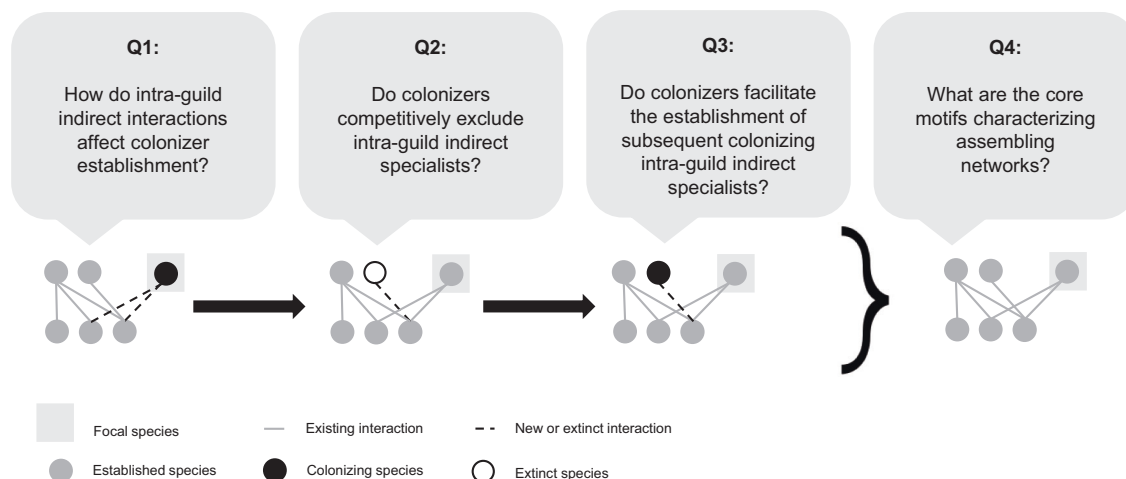 Q1:
How do intra-guild
indirect interactions
affect colonizer
establishment?
Q2:
Do colonizers
competitively exclude
intra-guild indirect
specialists?
Q3:
Do colonizers facilitate
the establishment of
subsequent colonizing
intra-guild indirect
specialists?
Q4:
What are the core
motifs characterizing
assembling
networks?
Focal species
Existing interaction
New or extinct interaction
Established species
Colonizing species
Extinct species